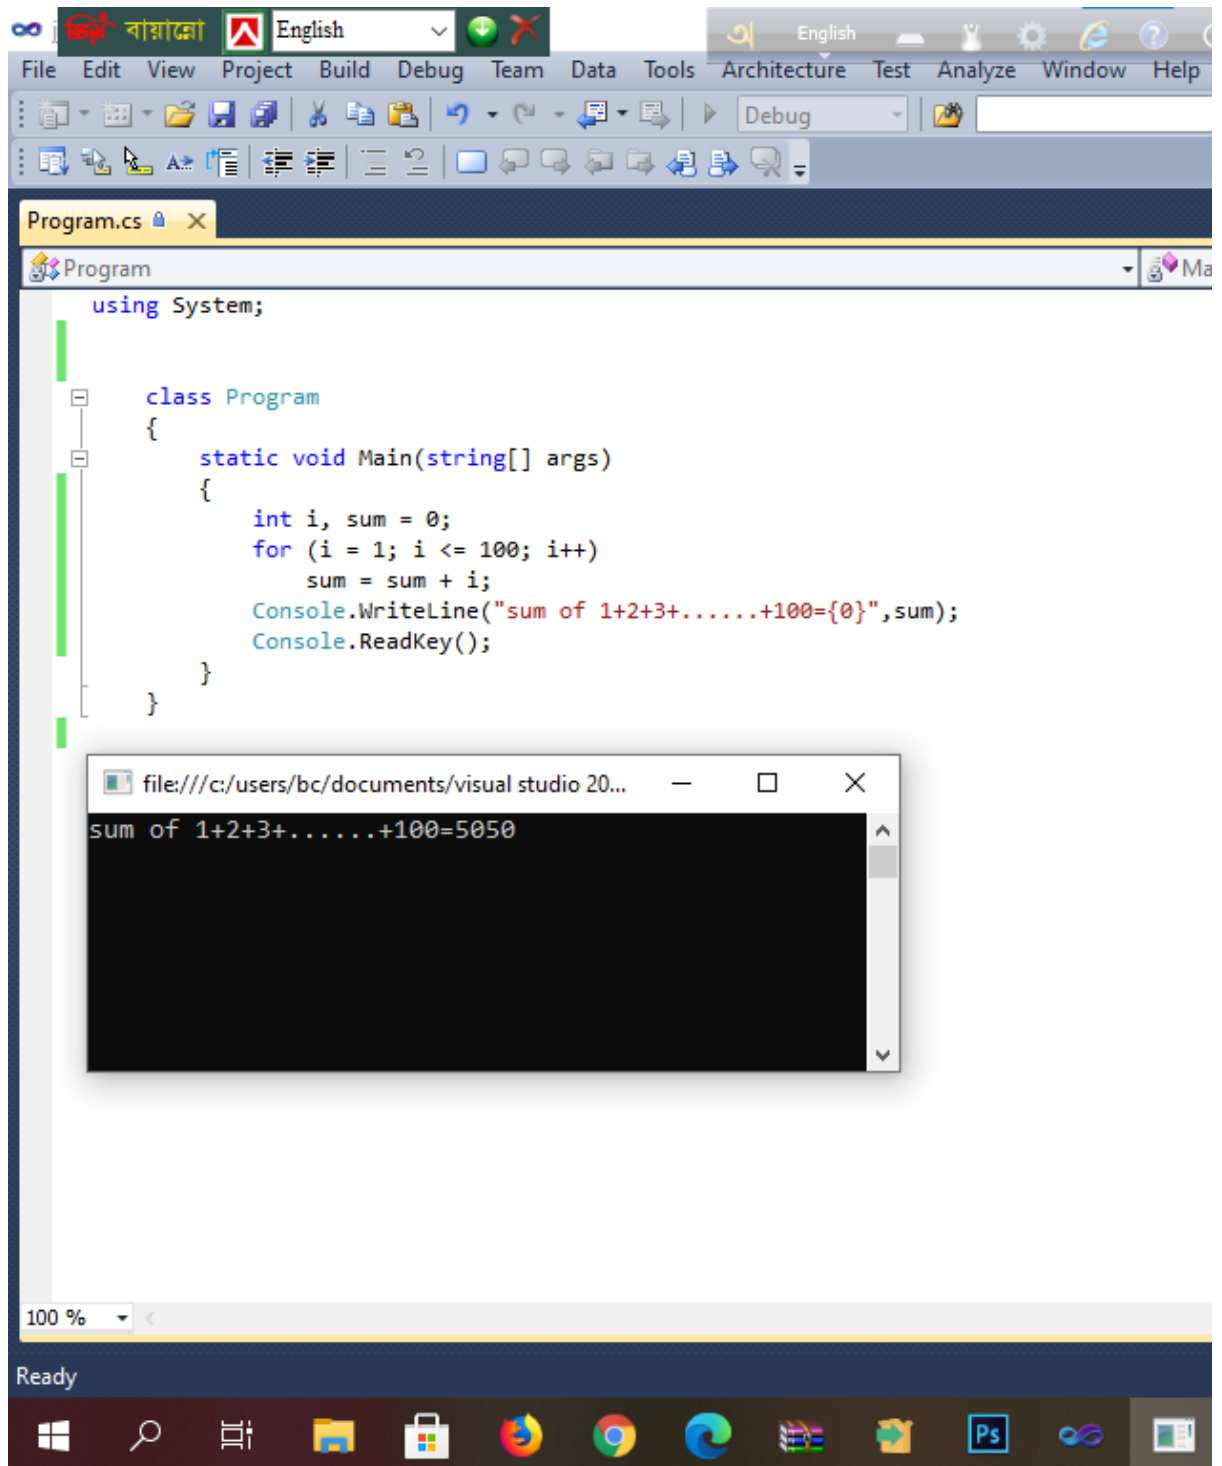 বায়ান্নো English English
File Edit View Project Build Debug Team Data Tools Architecture Test Analyze Window Help
Debug
Program.cs
Program
using System;
class Program
{
static void Main(string[] args)
{
int i, sum = 0;
for (i = 1; i <= 100; i++)
sum = sum + i;
Console.WriteLine("sum of 1+2+3+......+100={0}",sum);
Console.ReadKey();
}
}
file:///c:/users/bc/documents/visual studio 20...
sum of 1+2+3+......+100=5050
100 %
Ready
Ps